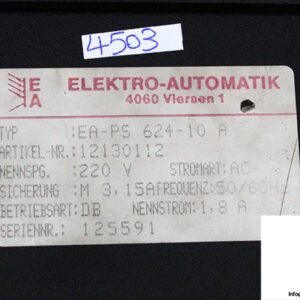 4503
EA ELEKTRO-AUTOMATIK
4060 Viersen 1
TYP :EA-PS 624-10 A
ARTIKEL-NR.:12130112
NENNSPG. :220 V STROMART:AC
SICHERUNG :M 3,15A FREQUENZ:50/60Hz
BETRIEBSART:DB NENNSTROM:1,8 A
SERIENNR.: 125591